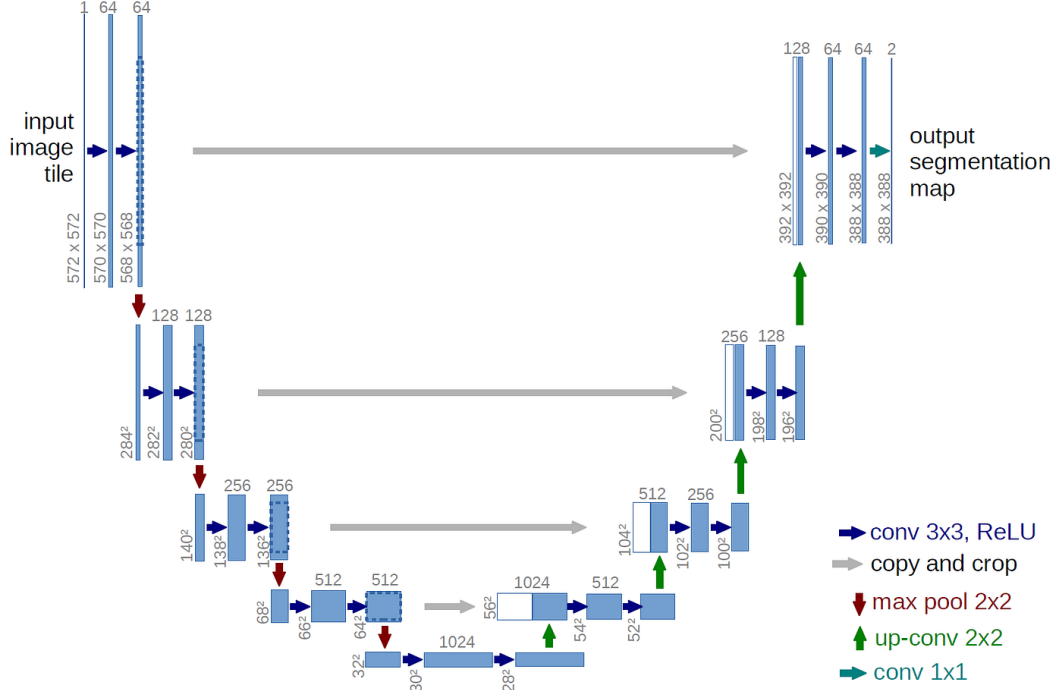 1 64 64
input
image
tile
572 x 572
570 x 570
568 x 568
128 64 64 2
output
segmentation
map
392 x 392
390 x 390
388 x 388
388 x 388
128 128
284²
282²
280²
256 128
200²
198²
196²
256 256
140²
138²
136²
512 256
104²
102²
100²
512 512
68²
66²
64²
1024 512
56²
54²
52²
1024
32²
30²
28²
conv 3x3, ReLU
copy and crop
max pool 2x2
up-conv 2x2
conv 1x1